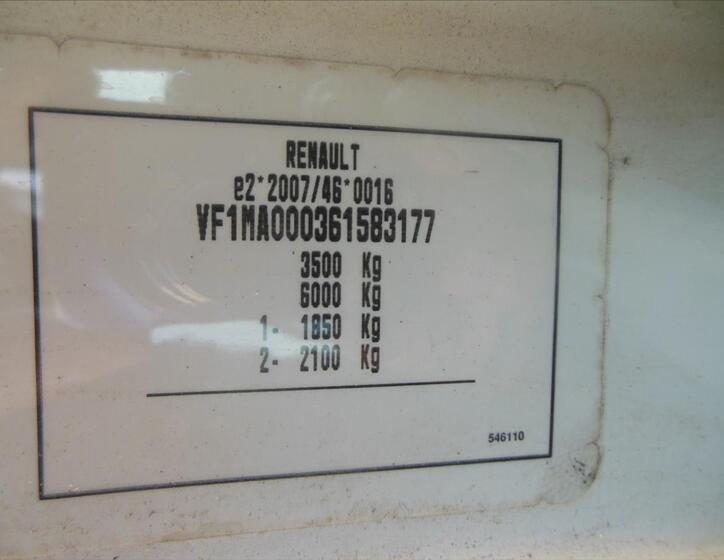 RENAULT
e2*2007/46*0016
VF1MA000361583177
3500 Kg
6000 Kg
1- 1850 Kg
2- 2100 Kg
546110